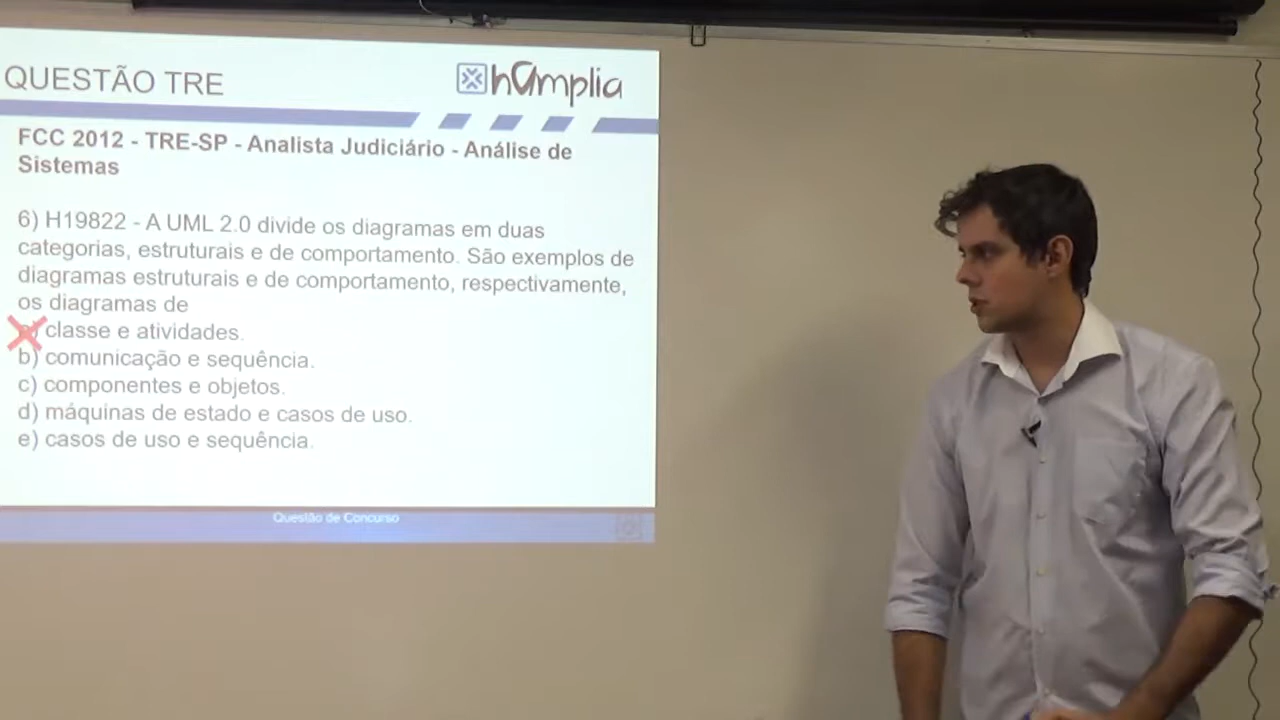 QUESTÃO TRE
hAmplia
FCC 2012 - TRE-SP - Analista Judiciário - Análise de
Sistemas
6) H19822 - A UML 2.0 divide os diagramas em duas
categorias, estruturais e de comportamento. São exemplos de
diagramas estruturais e de comportamento, respectivamente,
os diagramas de
a) classe e atividades.
b) comunicação e sequência.
c) componentes e objetos.
d) máquinas de estado e casos de uso.
e) casos de uso e sequência.
Questão de Concurso